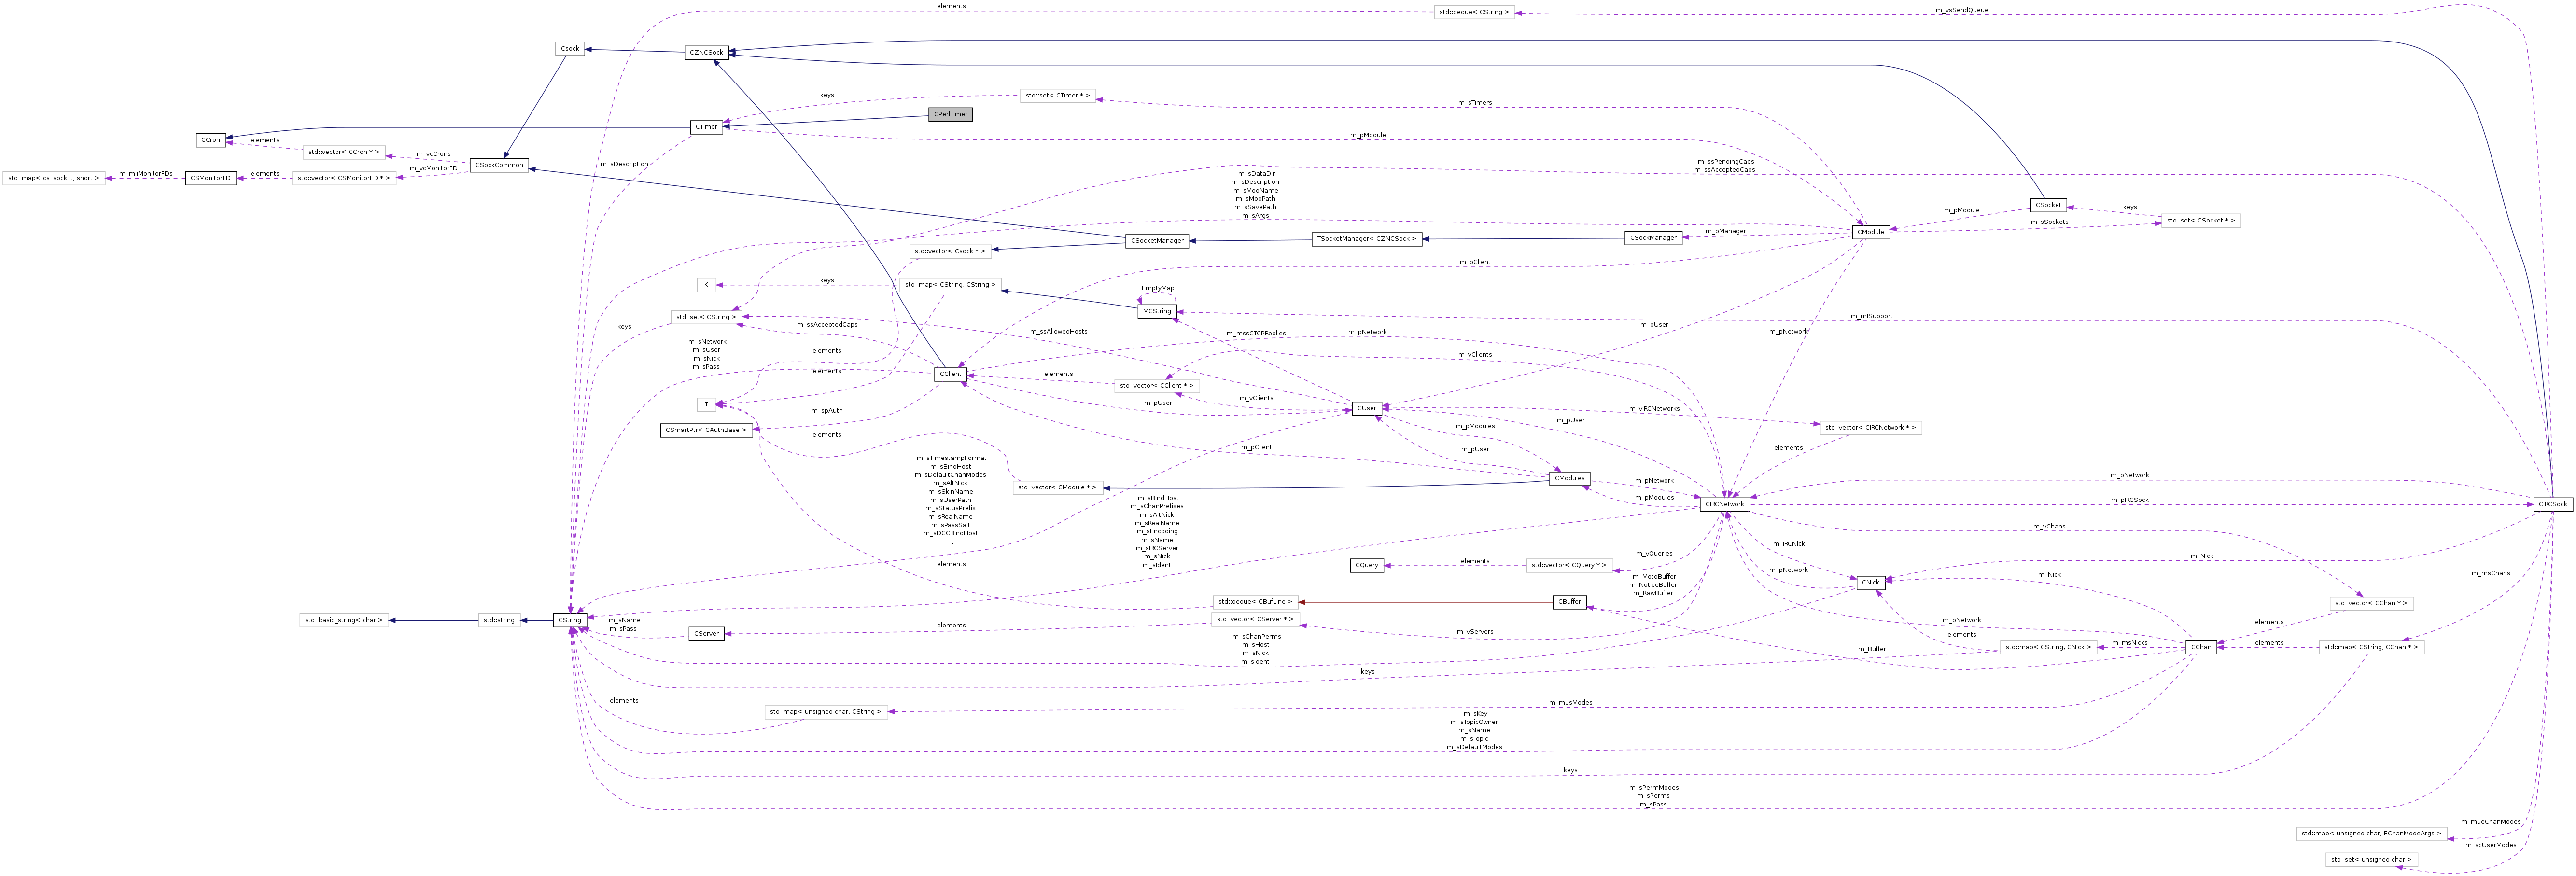 elements
std::deque< CString >
m_vsSendQueue
Csock
CZNCSock
keys
std::set< CTimer * >
m_sTimers
CPerlTimer
CTimer
m_pModule
CCron
elements
std::vector< CCron * >
m_vcCrons
CSockCommon
m_vcMonitorFD
m_sDescription
m_ssPendingCaps
m_ssAcceptedCaps
std::map< cs_sock_t, short >
m_miiMonitorFDs
CSMonitorFD
elements
std::vector< CSMonitorFD * >
m_sDataDir
m_sDescription
m_sModName
m_sModPath
m_sSavePath
m_sArgs
CSocket
keys
std::set< CSocket * >
m_pModule
m_sSockets
CModule
m_pManager
CSockManager
TSocketManager< CZNCSock >
CSocketManager
std::vector< Csock * >
m_pClient
K
keys
std::map< CString, CString >
EmptyMap
MCString
std::set< CString >
m_mISupport
keys
m_ssAcceptedCaps
m_ssAllowedHosts
m_mssCTCPReplies
m_pNetwork
m_pUser
m_pNetwork
m_sNetwork
m_sUser
m_sNick
m_sPass
elements
m_vClients
elements
CClient
elements
std::vector< CClient * >
T
m_pUser
m_vClients
m_spAuth
CUser
m_vIRCNetworks
CSmartPtr< CAuthBase >
elements
m_pModules
m_pUser
std::vector< CIRCNetwork * >
m_pClient
m_pUser
elements
m_sTimestampFormat
m_sBindHost
m_sDefaultChanModes
m_sAltNick
m_sSkinName
m_sUserPath
m_sStatusPrefix
m_sRealName
m_sPassSalt
m_sDCCBindHost
...
std::vector< CModule * >
CModules
m_pNetwork
m_pNetwork
m_pModules
CIRCNetwork
m_pIRCSock
CIRCSock
m_sBindHost
m_sChanPrefixes
m_sAltNick
m_sRealName
m_sEncoding
m_sName
m_sIRCServer
m_sNick
m_sIdent
m_vChans
m_IRCNick
m_vQueries
m_Nick
elements
CQuery
elements
std::vector< CQuery * >
m_pNetwork
CNick
m_Nick
m_msChans
m_MotdBuffer
m_NoticeBuffer
m_RawBuffer
std::deque< CBufLine >
CBuffer
std::vector< CChan * >
std::basic_string< char >
std::string
CString
m_sName
m_sPass
CServer
elements
std::vector< CServer * >
m_vServers
m_pNetwork
elements
elements
m_sChanPerms
m_sHost
m_sNick
m_sIdent
m_Buffer
std::map< CString, CNick >
m_msNicks
CChan
elements
std::map< CString, CChan * >
keys
elements
std::map< unsigned char, CString >
m_musModes
m_sKey
m_sTopicOwner
m_sName
m_sTopic
m_sDefaultModes
keys
m_sPermModes
m_sPerms
m_sPass
m_mueChanModes
std::map< unsigned char, EChanModeArgs >
m_scUserModes
std::set< unsigned char >